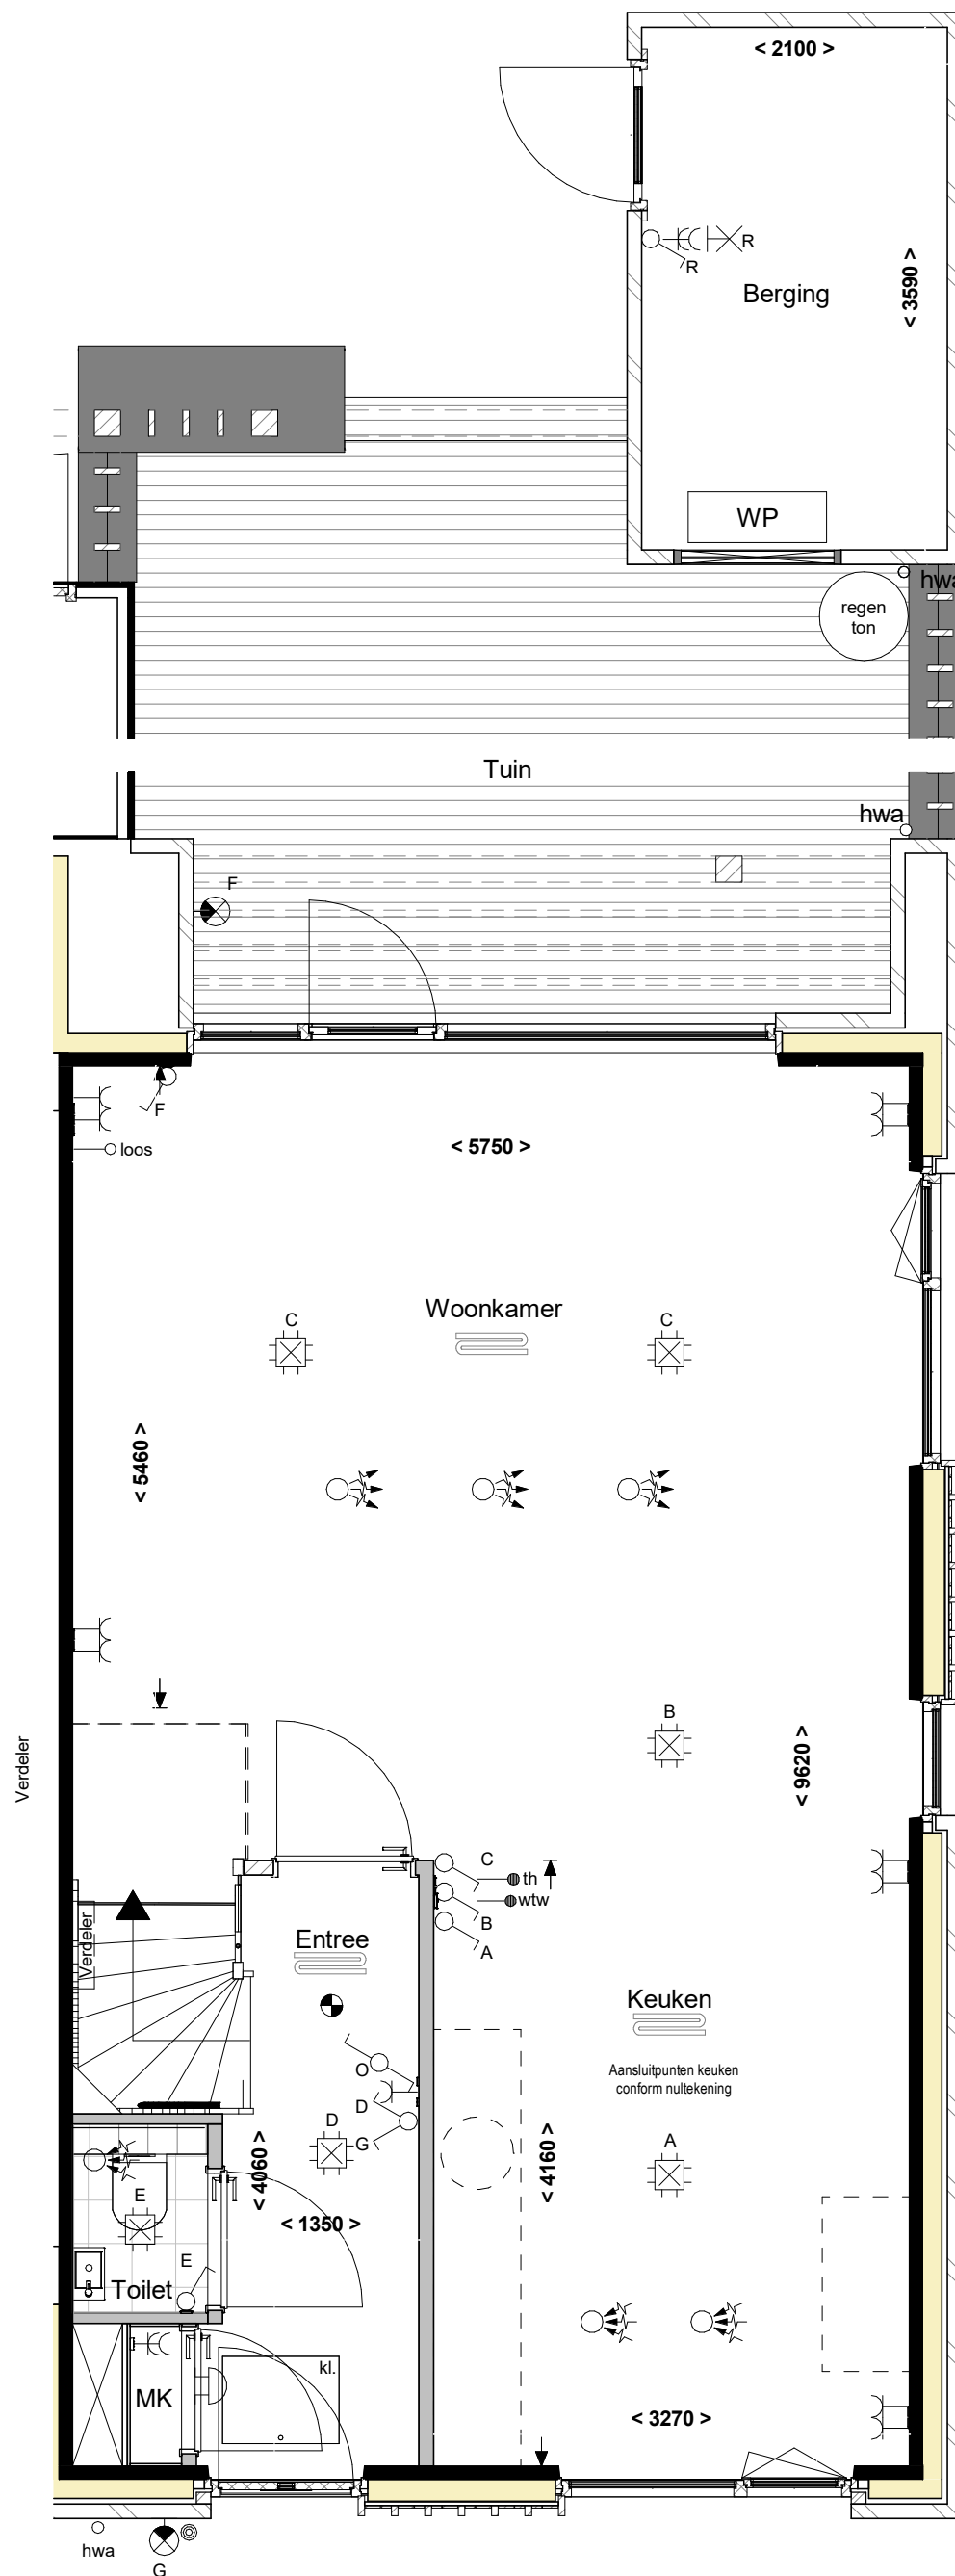 < 2100 >
R
R
Berging
< 3590 >
WP
hwa
regen
ton
Tuin
hwa
F
F
loos
< 5750 >
Woonkamer
C
C
< 5460 >
B
< 9620 >
Verdeler
C
th
wtw
B
A
Verdeler
Entree
Keuken
Aansluitpunten keuken
conform nultekening
O
D
G
D
A
< 4060 >
< 4160 >
E
< 1350 >
E
Toilet
kl.
MK
< 3270 >
hwa
G